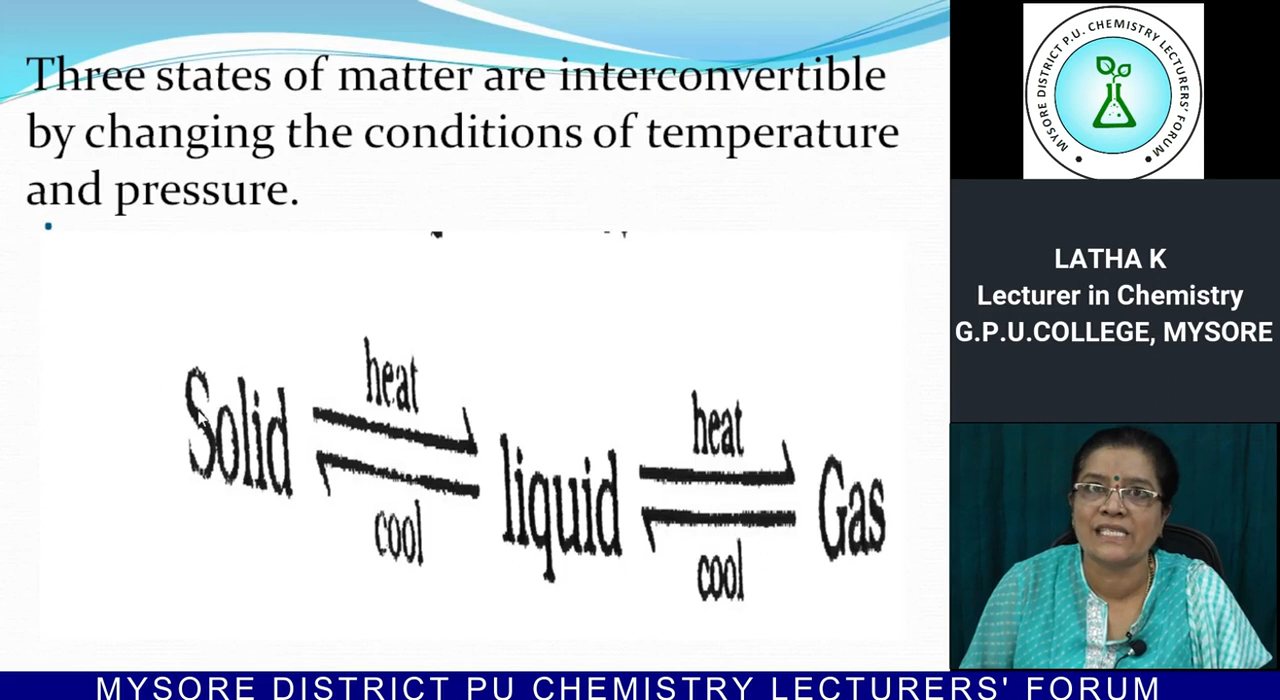 Three states of matter are interconvertible
by changing the conditions of temperature
and pressure.
heat
Solid
cool
heat
liquid
cool
Gas
MYSORE DISTRICT P.U. CHEMISTRY LECTURERS' FORUM
LATHA K
Lecturer in Chemistry
G.P.U.COLLEGE, MYSORE
MYSORE DISTRICT PU CHEMISTRY LECTURERS' FORUM